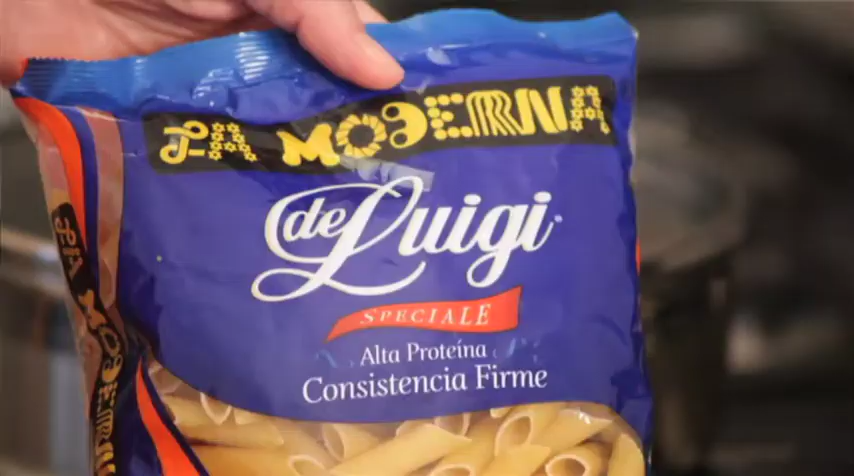 LA MODERNA
de Luigi
SPECIALE
Alta Proteína
Consistencia Firme
LA MODERNA